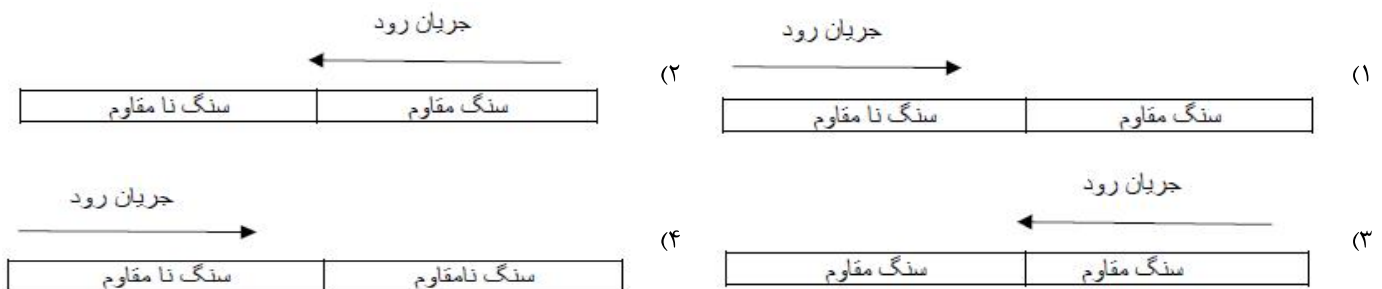 جریان رود
۱)
سنگ نا مقاوم سنگ مقاوم
جریان رود
۲)
سنگ نا مقاوم سنگ مقاوم
جریان رود
۳)
سنگ مقاوم سنگ مقاوم
جریان رود
۴)
سنگ نا مقاوم سنگ نامقاوم